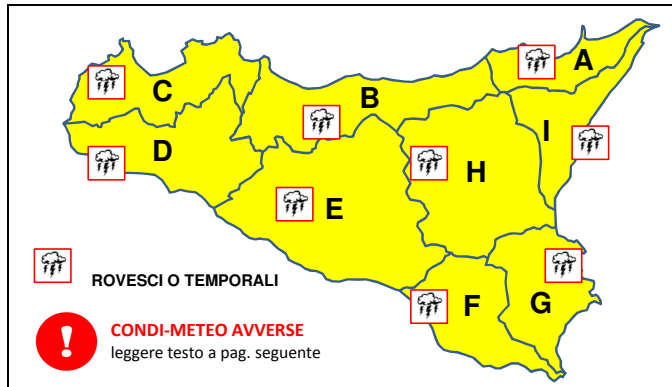 A
C
B
I
D
H
E
ROVESCI O TEMPORALI
F
G
CONDI-METEO AVVERSE
leggere testo a pag. seguente